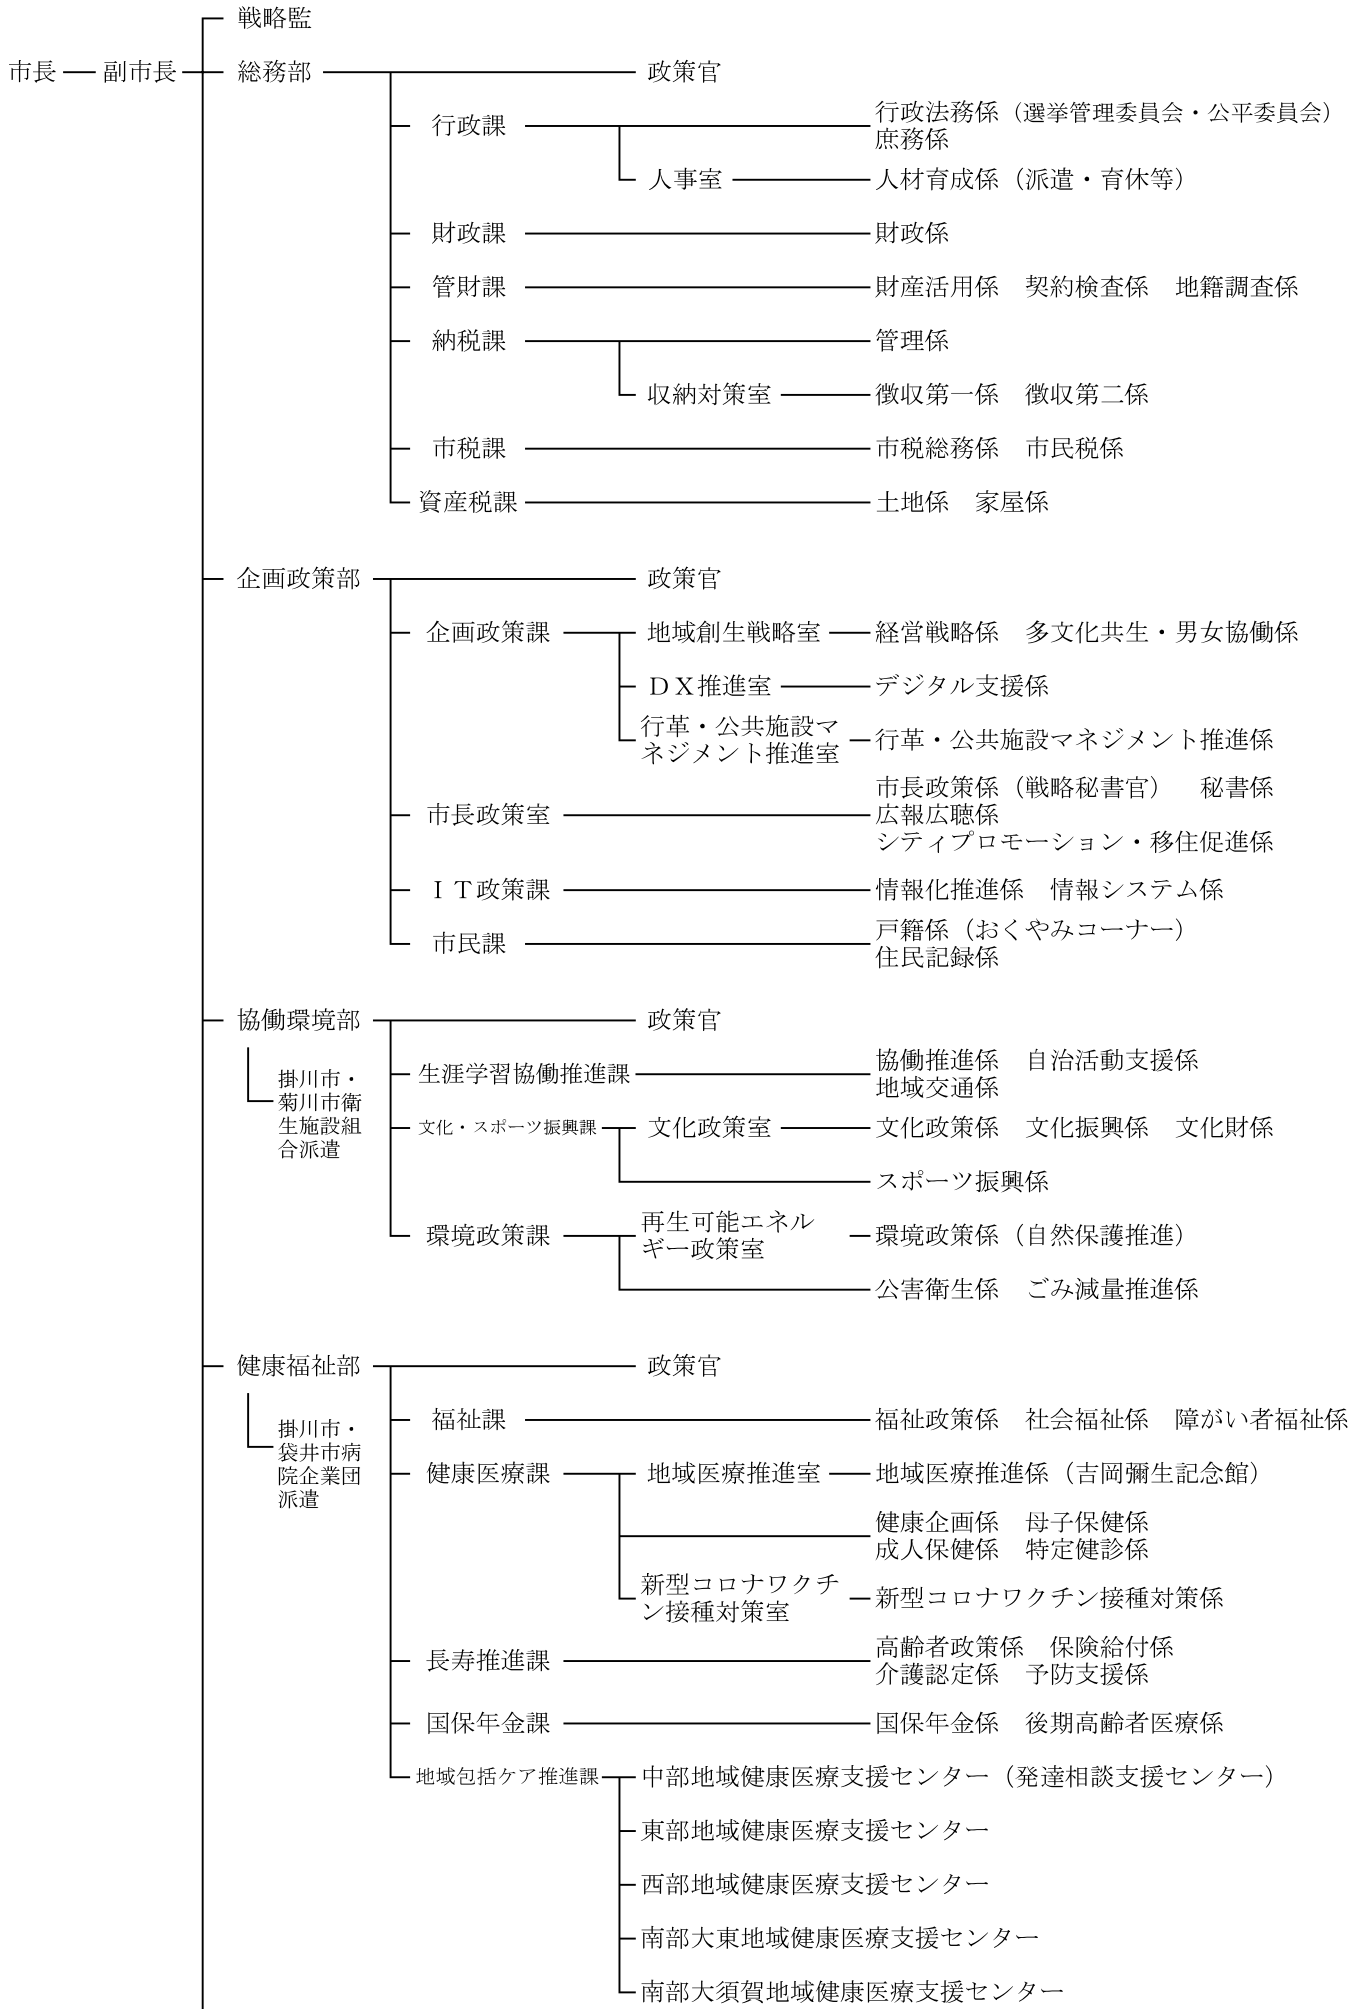 戦略監
市長 副市長 総務部 政策官
行政課 行政法務係（選挙管理委員会・公平委員会）
庶務係
人事室 人材育成係（派遣・育休等）
財政課 財政係
管財課 財産活用係　契約検査係　地籍調査係
納税課 管理係
収納対策室 徴収第一係　徴収第二係
市税課 市税総務係　市民税係
資産税課 土地係　家屋係
企画政策部 政策官
企画政策課 地域創生戦略室 経営戦略係　多文化共生・男女協働係
ＤＸ推進室 デジタル支援係
行革・公共施設マ
ネジメント推進室 行革・公共施設マネジメント推進係
市長政策室 市長政策係（戦略秘書官）　秘書係
広報広聴係
シティプロモーション・移住促進係
ＩＴ政策課 情報化推進係　情報システム係
市民課 戸籍係（おくやみコーナー）
住民記録係
協働環境部 政策官
掛川市・
菊川市衛
生施設組
合派遣
生涯学習協働推進課 協働推進係　自治活動支援係
地域交通係
文化・スポーツ振興課 文化政策室 文化政策係　文化振興係　文化財係
スポーツ振興係
環境政策課 再生可能エネル
ギー政策室 環境政策係（自然保護推進）
公害衛生係　ごみ減量推進係
健康福祉部 政策官
掛川市・
袋井市病
院企業団
派遣
福祉課 福祉政策係　社会福祉係　障がい者福祉係
健康医療課 地域医療推進室 地域医療推進係（吉岡彌生記念館）
健康企画係　母子保健係
成人保健係　特定健診係
新型コロナワクチ
ン接種対策室 新型コロナワクチン接種対策係
長寿推進課 高齢者政策係　保険給付係
介護認定係　予防支援係
国保年金課 国保年金係　後期高齢者医療係
地域包括ケア推進課 中部地域健康医療支援センター（発達相談支援センター）
東部地域健康医療支援センター
西部地域健康医療支援センター
南部大東地域健康医療支援センター
南部大須賀地域健康医療支援センター